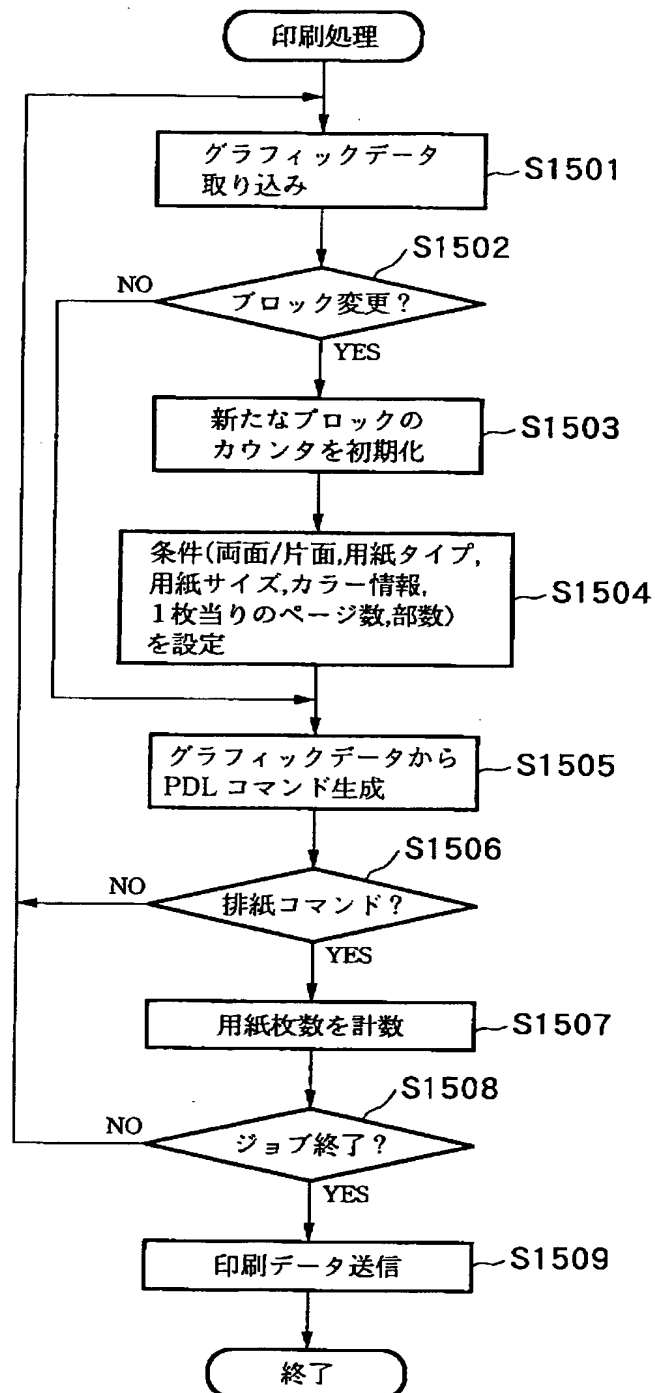 印刷処理
グラフィックデータ
取り込み
S1501
S1502
NO
ブロック変更?
YES
新たなブロックの
カウンタを初期化
S1503
条件(両面/片面,用紙タイプ,
用紙サイズ,カラー情報,
1枚当りのページ数,部数)
を設定
S1504
グラフィックデータから
PDL コマンド生成
S1505
S1506
NO
排紙コマンド?
YES
用紙枚数を計数
S1507
S1508
NO
ジョブ終了?
YES
印刷データ送信
S1509
終了